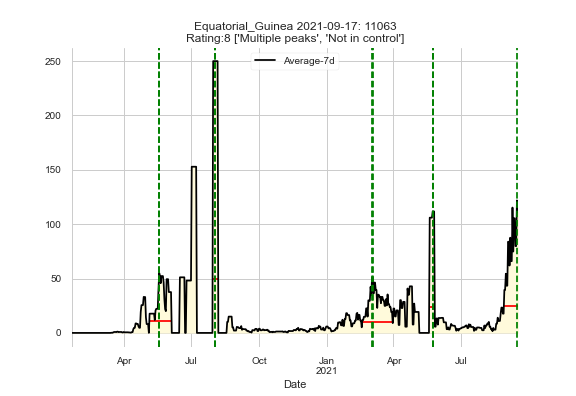 Equatorial_Guinea 2021-09-17: 11063
Rating:8 ['Multiple peaks', 'Not in control']
Average-7d
250
200
150
100
50
0
Apr
Jul
Oct
Jan
2021
Apr
Jul
Date